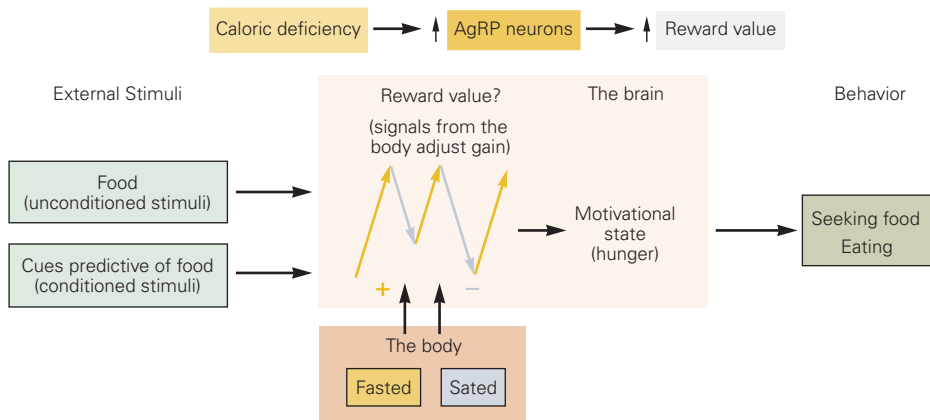 Caloric deficiency
AgRP neurons
Reward value
External Stimuli
Reward value?
The brain
Behavior
(signals from the
body adjust gain)
Food
(unconditioned stimuli)
Cues predictive of food
(conditioned stimuli)
Motivational
state
(hunger)
Seeking food
Eating
+
−
The body
Fasted
Sated